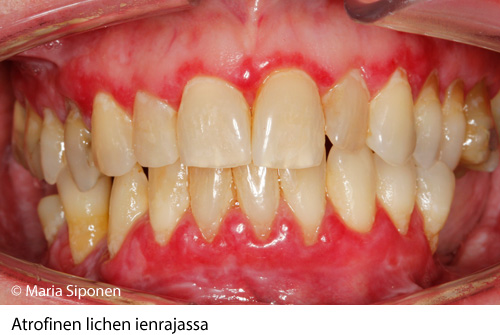 © Maria Siponen
Atrofinen lichen ienrajassa